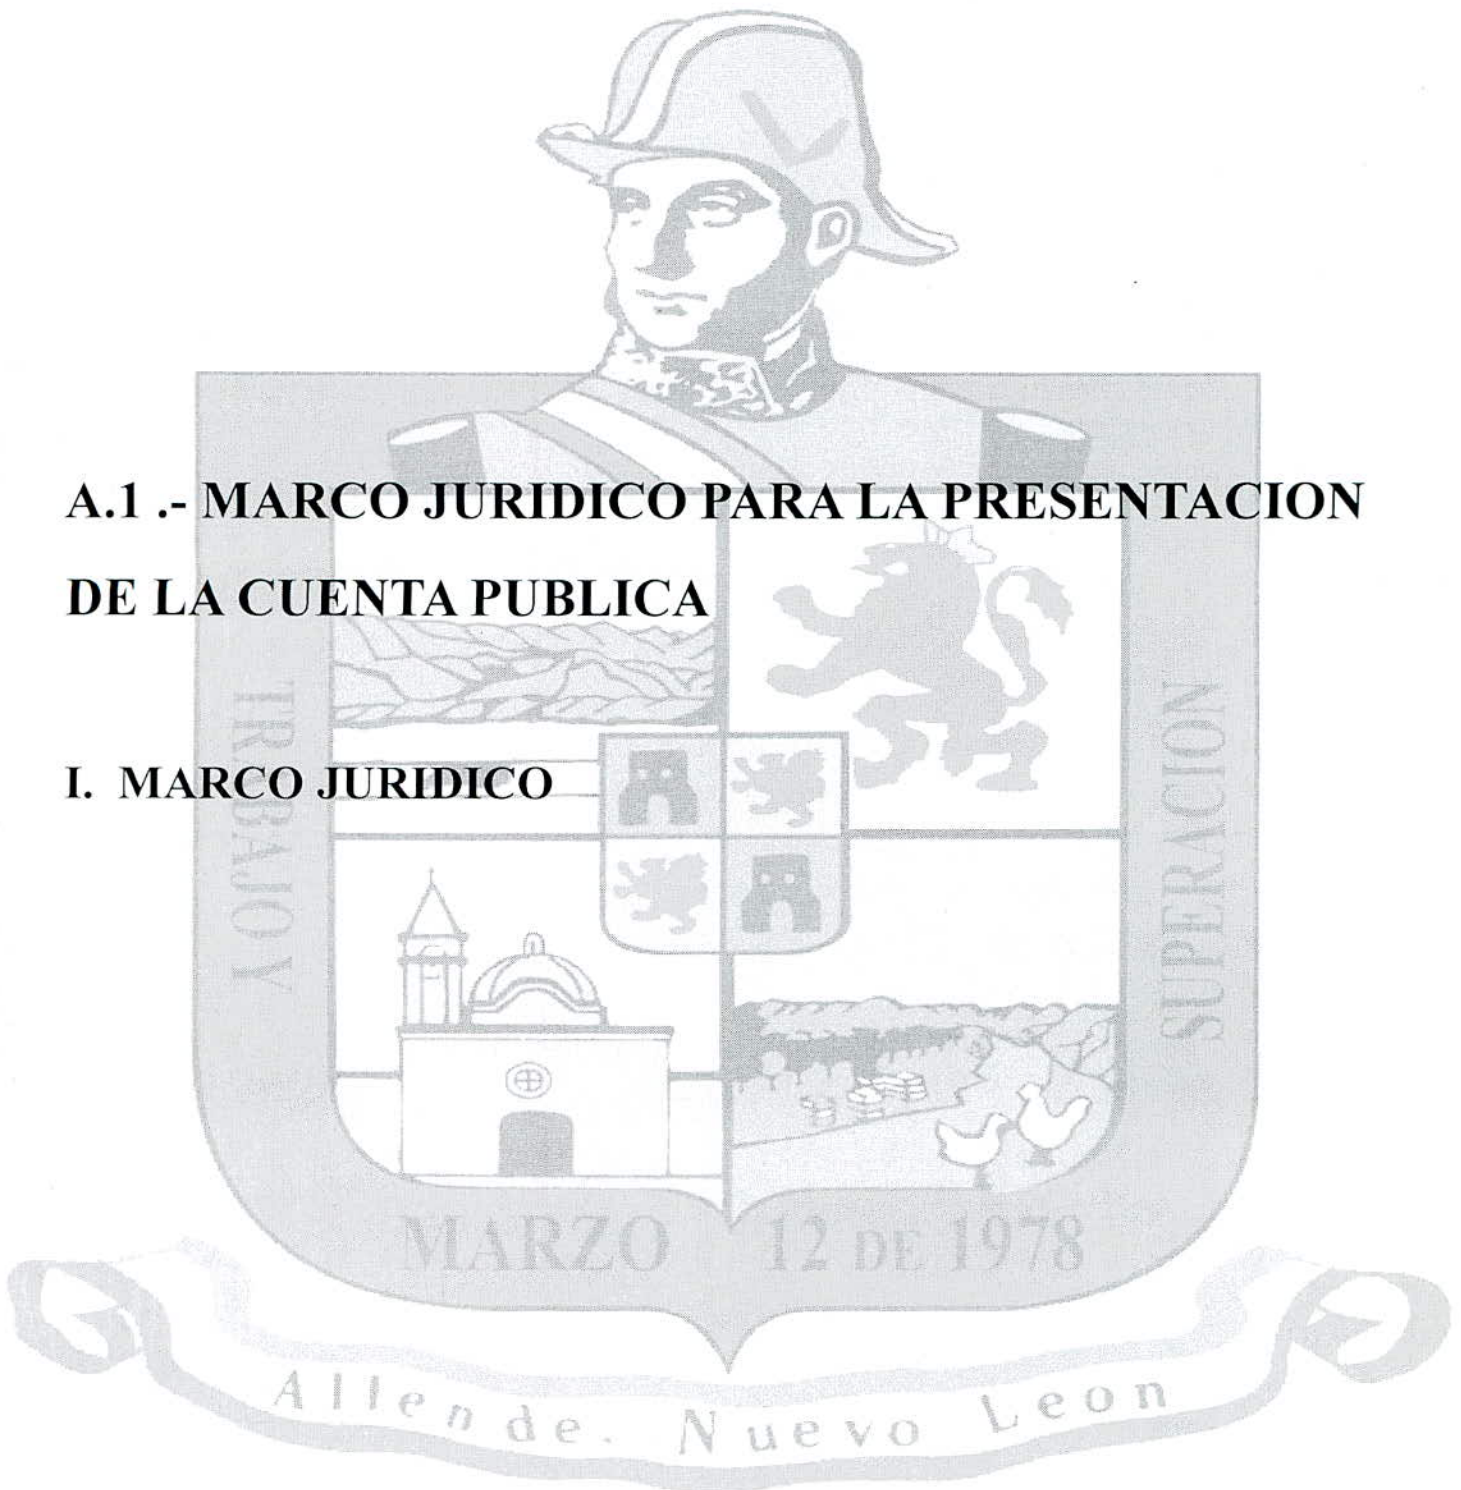 A.1 .- MARCO JURIDICO PARA LA PRESENTACION
DE LA CUENTA PUBLICA
I. MARCO JURIDICO
TRABAJO Y
SUPERACION
MARZO 12 DE 1978
Allende. Nuevo Leon